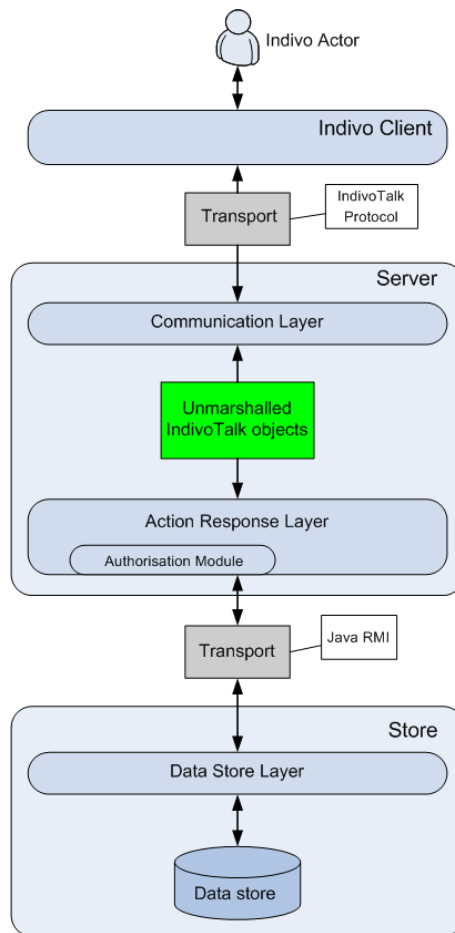 Indivo Actor
Indivo Client
Transport
IndivoTalk
Protocol
Server
Communication Layer
Unmarshalled
IndivoTalk objects
Action Response Layer
Authorisation Module
Transport
Java RMI
Store
Data Store Layer
Data store